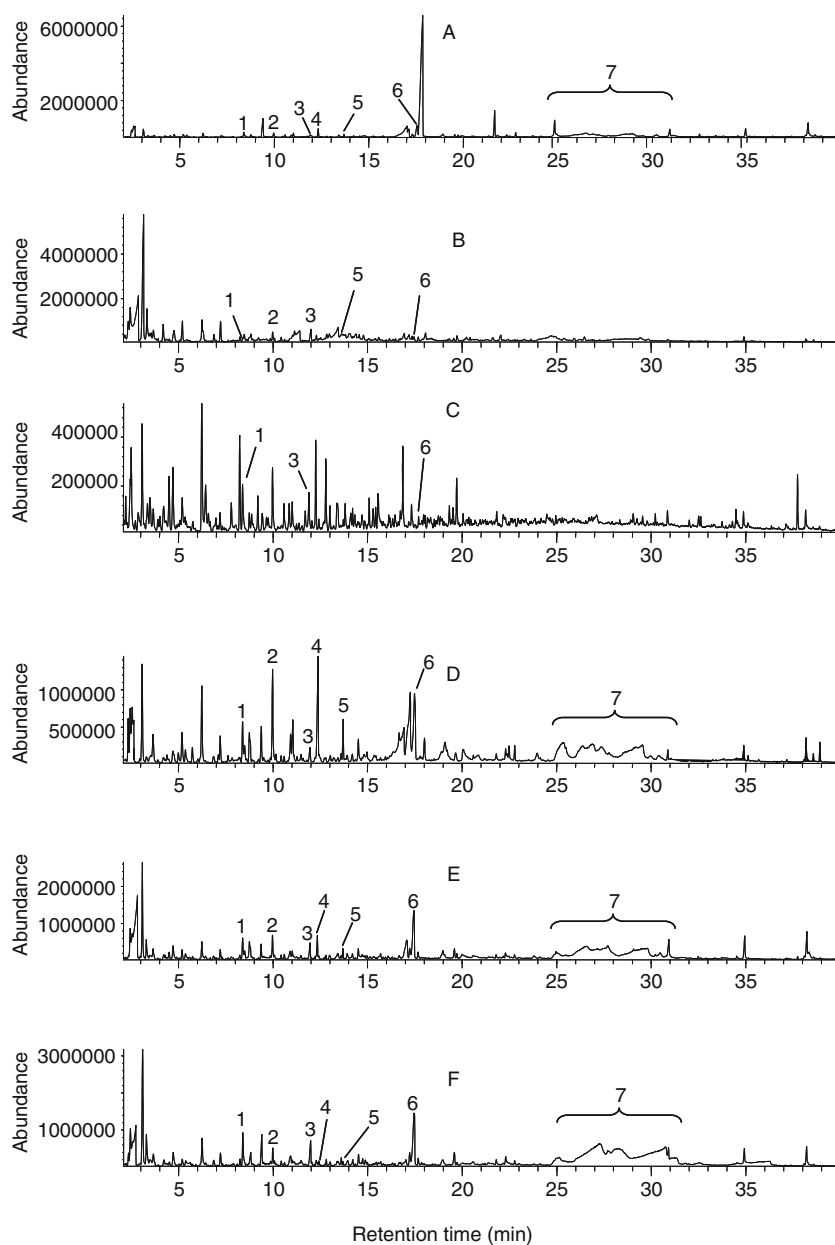 A
Abundance
6000000
2000000
1 2 3 4 5 6 7
5 10 15 20 25 30 35
B
Abundance
4000000
2000000
1 2 3 5 6
5 10 15 20 25 30 35
C
Abundance
400000
200000
1 3 6
5 10 15 20 25 30 35
D
Abundance
1000000
500000
1 2 3 4 5 6 7
5 10 15 20 25 30 35
E
Abundance
2000000
1000000
1 2 3 4 5 6 7
5 10 15 20 25 30 35
F
Abundance
3000000
1000000
1 2 3 4 5 6 7
5 10 15 20 25 30 35
Retention time (min)